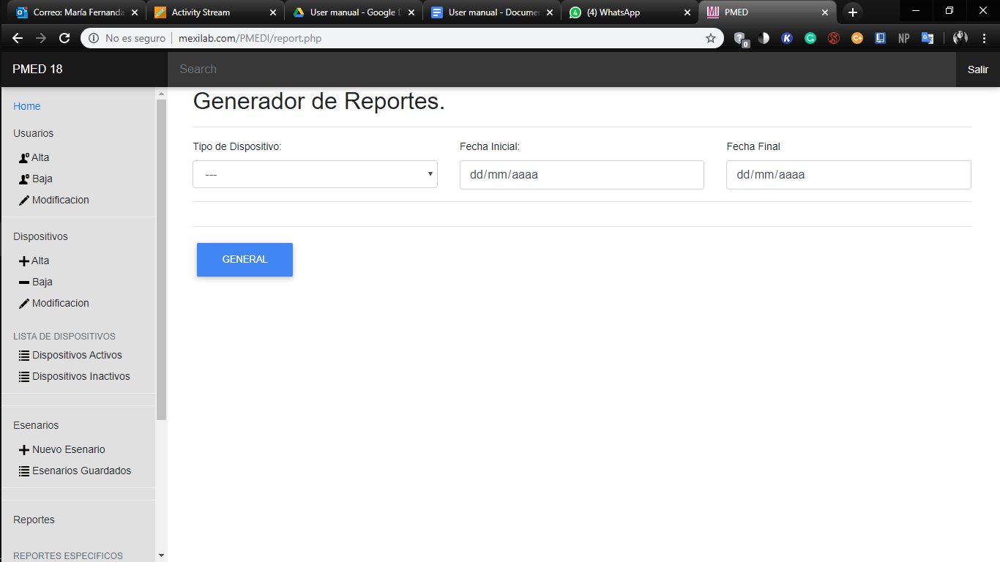 Correo: María Fernanda
Activity Stream
User manual - Google D
User manual - Documen
(4) WhatsApp
PMED
No es seguro | mexilab.com/PMEDI/report.php
0
NP
PMED 18
Search
Salir
Home
Usuarios
Alta
Baja
Modificacion
Dispositivos
Alta
Baja
Modificacion
LISTA DE DISPOSITIVOS
Dispositivos Activos
Dispositivos Inactivos
Esenarios
Nuevo Esenario
Esenarios Guardados
Reportes
REPORTES ESPECIFICOS
Generador de Reportes.
Tipo de Dispositivo:
---
Fecha Inicial:
dd/mm/aaaa
Fecha Final
dd/mm/aaaa
GENERAL